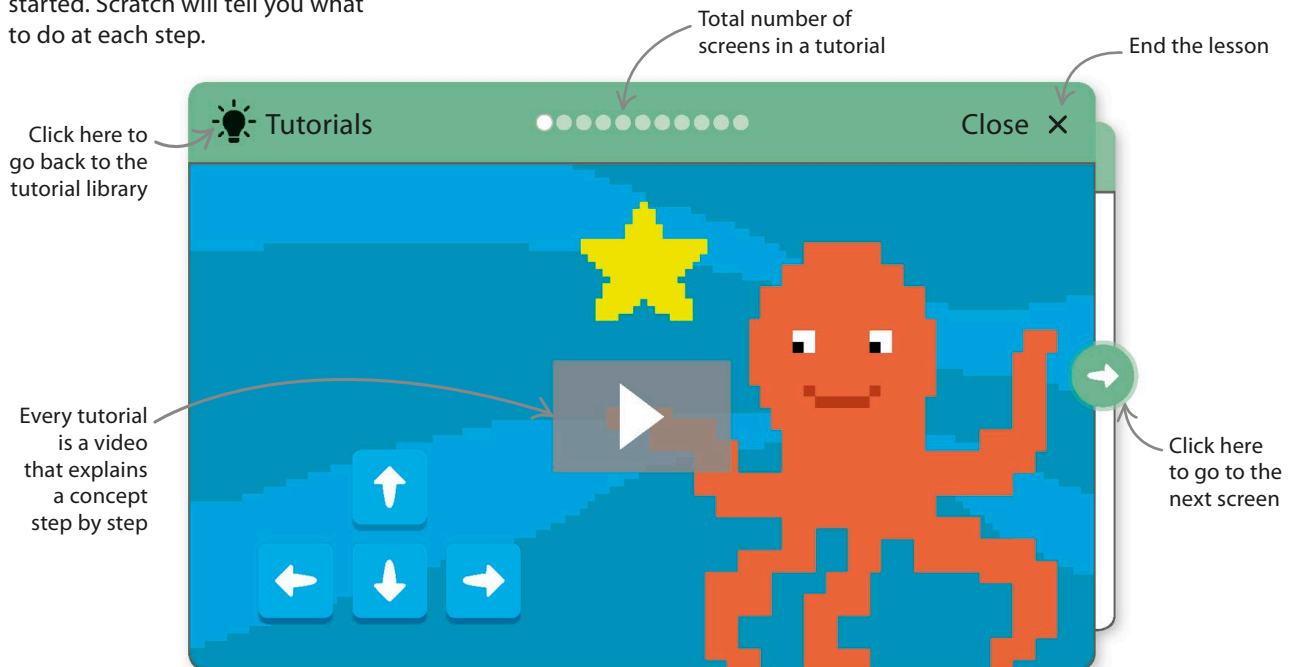 started. Scratch will tell you what
to do at each step.
Total number of
screens in a tutorial
End the lesson
Click here to
go back to the
tutorial library
Tutorials
Close
Every tutorial
is a video
that explains
a concept
step by step
Click here
to go to the
next screen